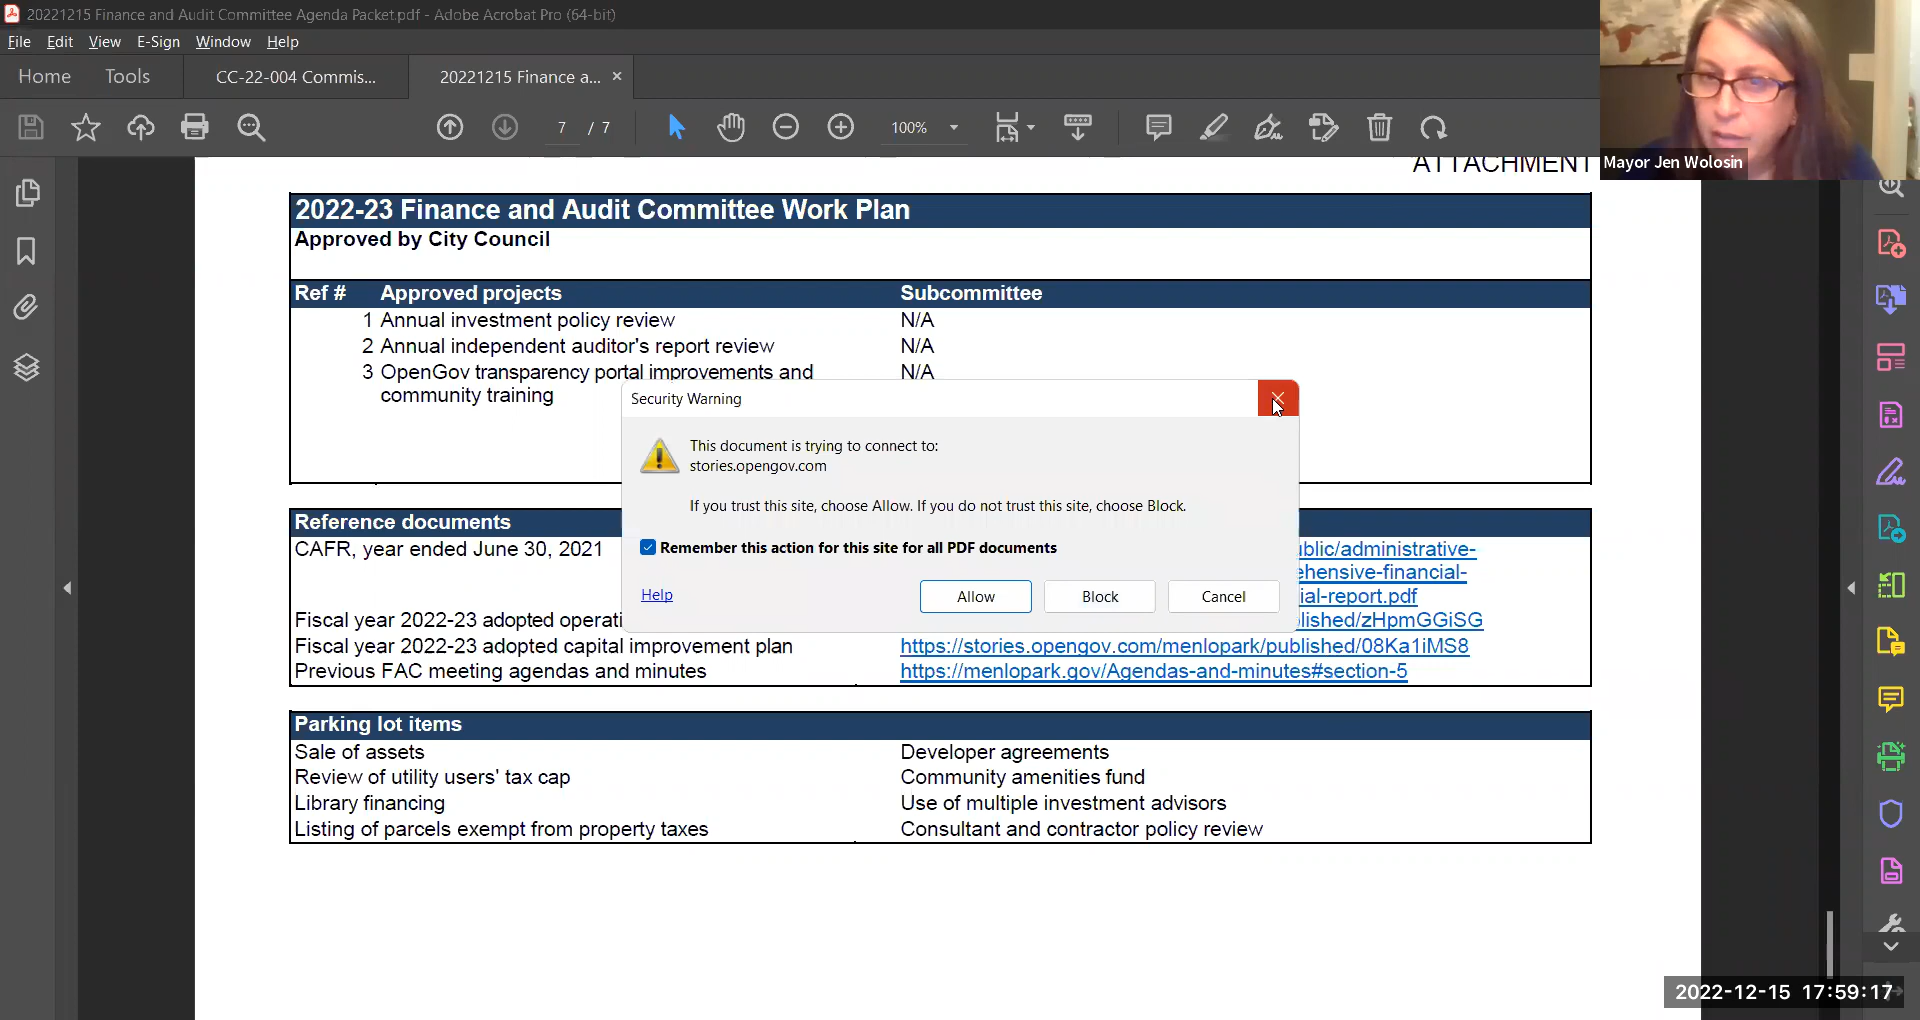 20221215 Finance and Audit Committee Agenda Packet.pdf - Adobe Acrobat Pro (64-bit)
File Edit View E-Sign Window Help
Home Tools CC-22-004 Commis... 20221215 Finance a... ×
7 / 7 100%
Mayor Jen Wolosin
ATTACHMENT
2022-23 Finance and Audit Committee Work Plan
Approved by City Council
Ref # Approved projects Subcommittee
1 Annual investment policy review N/A
2 Annual independent auditor's report review N/A
3 OpenGov transparency portal improvements and N/A
community training
Security Warning
This document is trying to connect to:
stories.opengov.com
If you trust this site, choose Allow. If you do not trust this site, choose Block.
Remember this action for this site for all PDF documents
Help Allow Block Cancel
Reference documents
CAFR, year ended June 30, 2021 ublic/administrative-
ehensive-financial-
ial-report.pdf
Fiscal year 2022-23 adopted operati lished/zHpmGGiSG
Fiscal year 2022-23 adopted capital improvement plan https://stories.opengov.com/menlopark/published/08Ka1iMS8
Previous FAC meeting agendas and minutes https://menlopark.gov/Agendas-and-minutes#section-5
Parking lot items
Sale of assets Developer agreements
Review of utility users' tax cap Community amenities fund
Library financing Use of multiple investment advisors
Listing of parcels exempt from property taxes Consultant and contractor policy review
2022-12-15 17:59:17